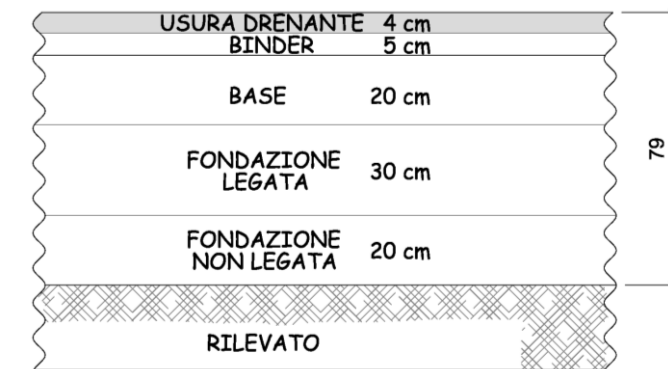 USURA DRENANTE 4 cm
BINDER 5 cm
BASE 20 cm
FONDAZIONE
LEGATA 30 cm
FONDAZIONE
NON LEGATA 20 cm
RILEVATO
79